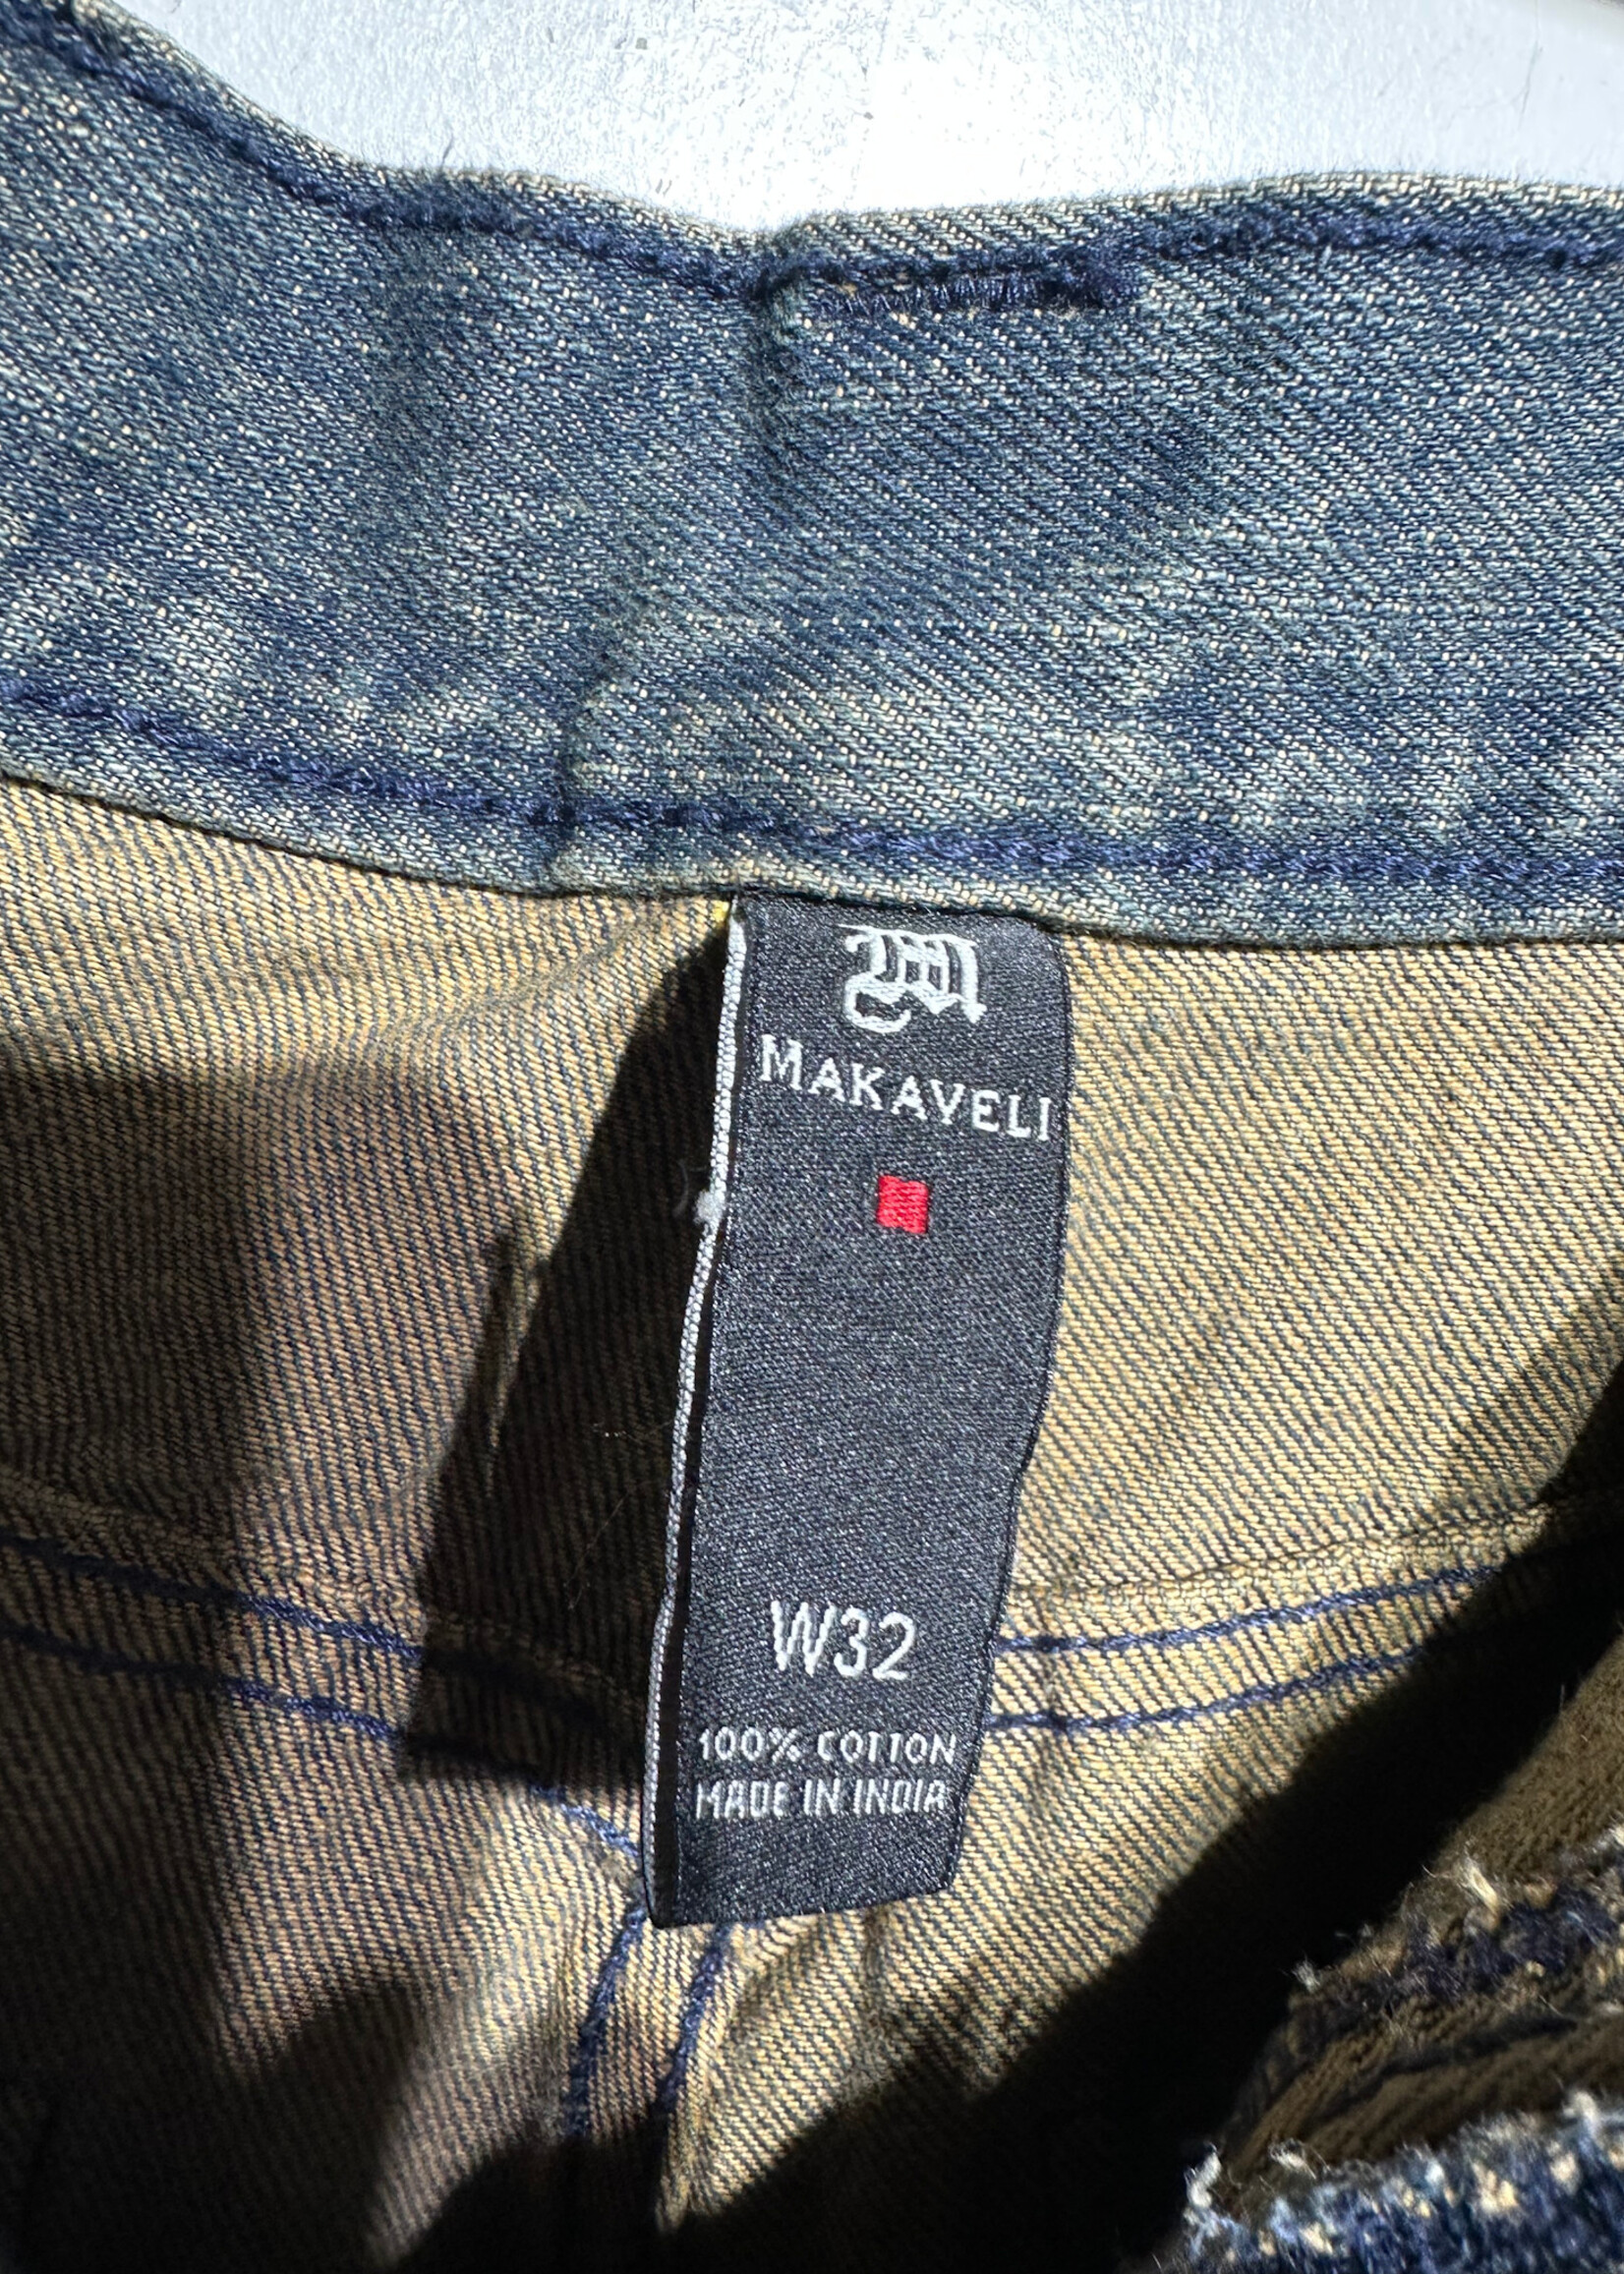 M
MAKAVELI
W32
100% COTTON
MADE IN INDIA